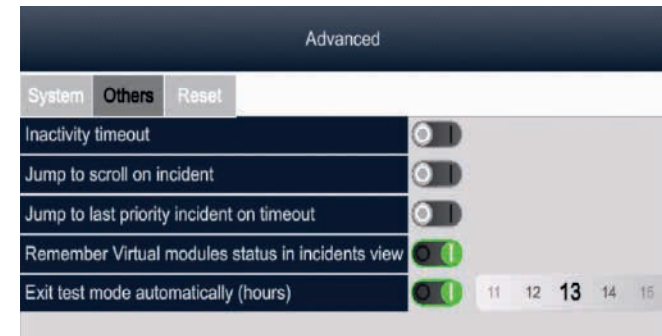 Advanced
System Others Reset
Inactivity timeout
Jump to scroll on incident
Jump to last priority incident on timeout
Remember Virtual modules status in incidents view
Exit test mode automatically (hours) 11 12 13 14 15